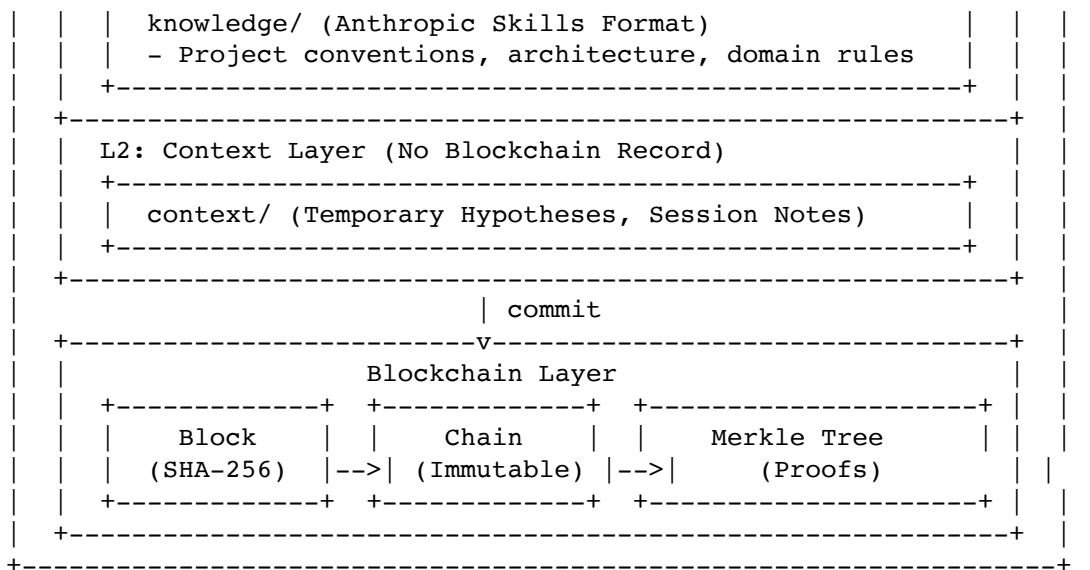 | | | knowledge/ (Anthropic Skills Format) | | |
| | | - Project conventions, architecture, domain rules | | |
| | +------------------------------------------------------+ | |
| +------------------------------------------------------------+ |
| | L2: Context Layer (No Blockchain Record) | |
| | +------------------------------------------------------+ | |
| | | context/ (Temporary Hypotheses, Session Notes) | | |
| | +------------------------------------------------------+ | |
| +------------------------------------------------------------+ |
| | commit |
| +--------------------------v---------------------------------+ |
| | Blockchain Layer | |
| | +-------------+ +-------------+ +---------------------+ | |
| | | Block | | Chain | | Merkle Tree | | |
| | | (SHA-256) |-->| (Immutable) |-->| (Proofs) | |
| | +-------------+ +-------------+ +---------------------+ | |
| +------------------------------------------------------------+ |
+------------------------------------------------------------------+